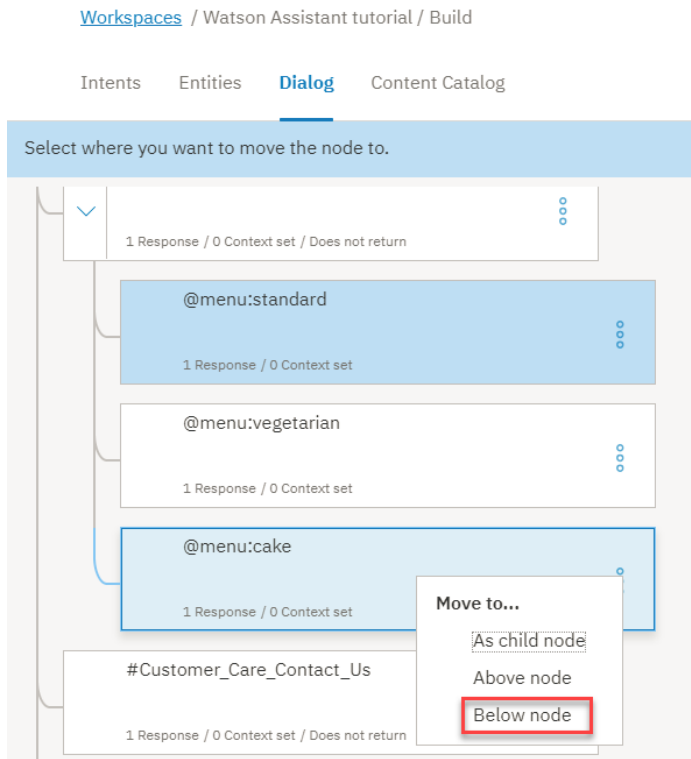 Workspaces / Watson Assistant tutorial / Build
Intents Entities Dialog Content Catalog
Select where you want to move the node to.
1 Response / 0 Context set / Does not return
@menu:standard
1 Response / 0 Context set
@menu:vegetarian
1 Response / 0 Context set
@menu:cake
1 Response / 0 Context set
Move to...
As child node
Above node
Below node
#Customer_Care_Contact_Us
1 Response / 0 Context set / Does not return